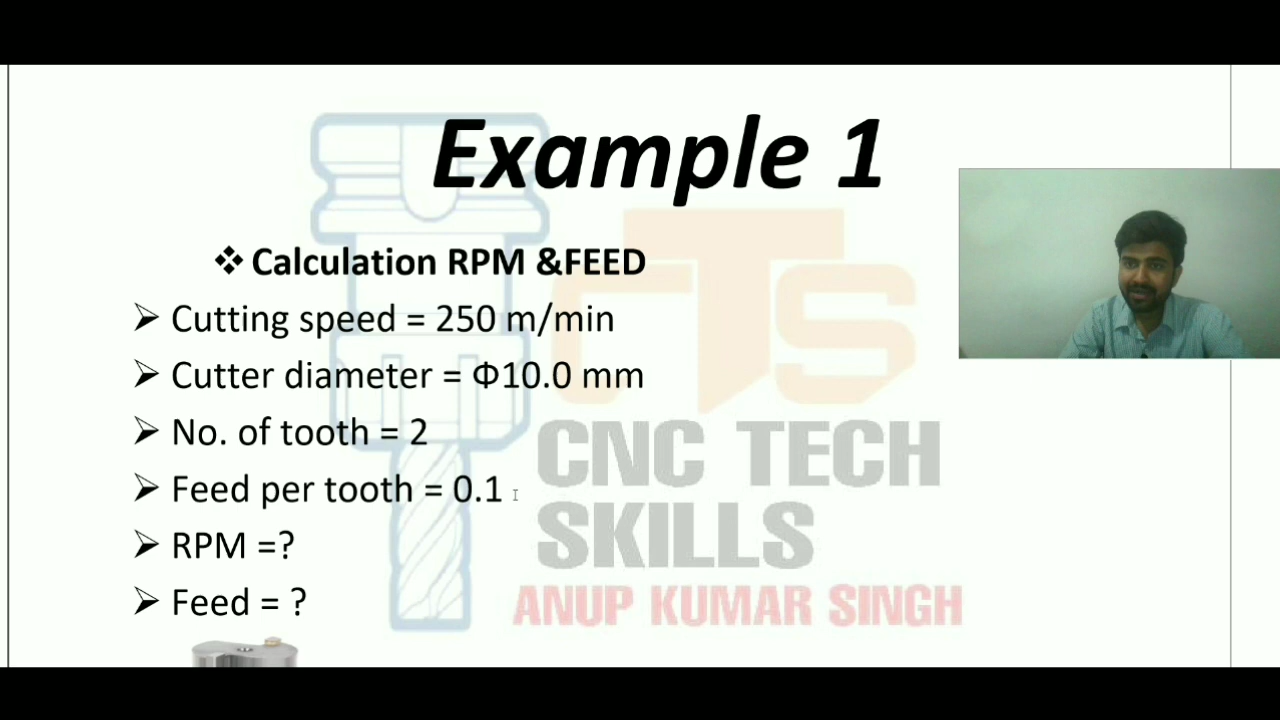 Example 1
❖ Calculation RPM &FEED
➢ Cutting speed = 250 m/min
➢ Cutter diameter = Φ10.0 mm
➢ No. of tooth = 2
➢ Feed per tooth = 0.1
➢ RPM =?
➢ Feed = ?
CTS
CNC TECH
SKILLS
ANUP KUMAR SINGH